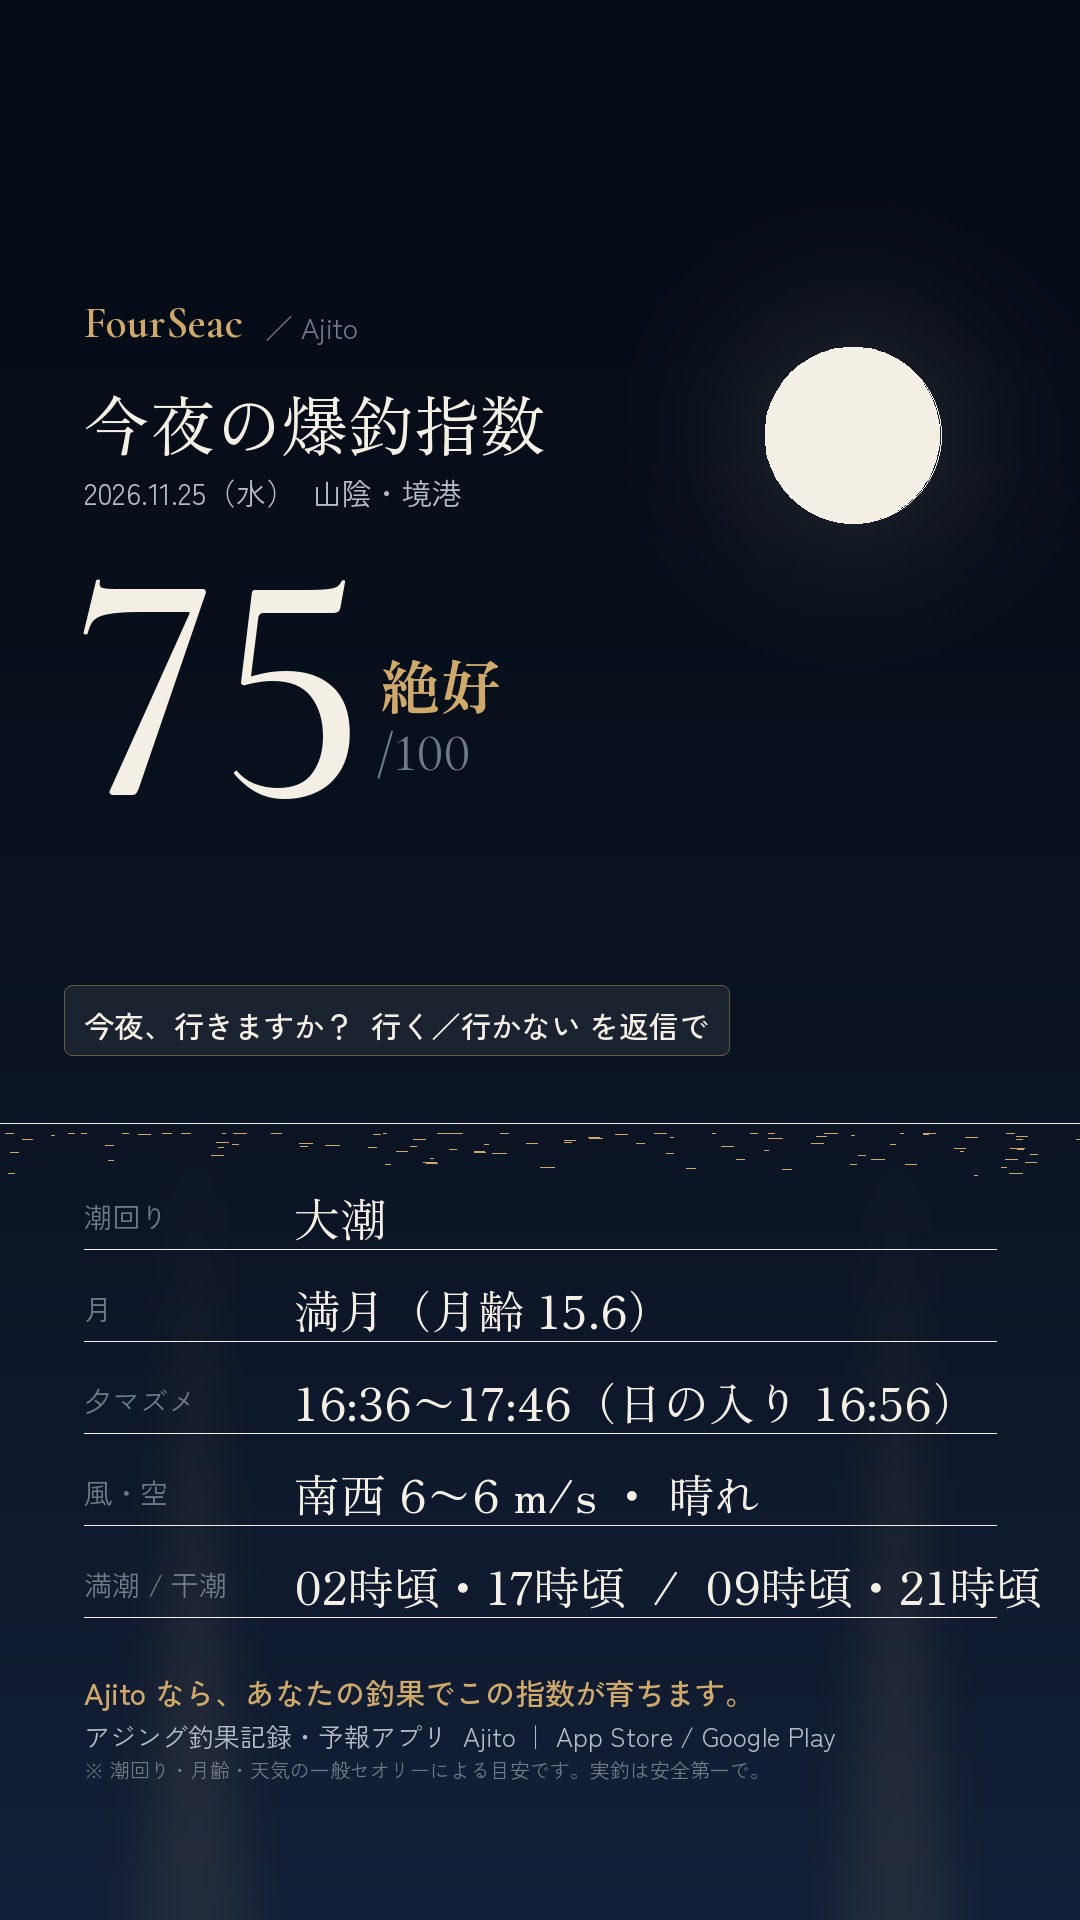 FourSeac ／ Ajito
今夜の爆釣指数
2026.11.25（水） 山陰・境港
75 絶好
/100
今夜、行きますか？ 行く／行かない を返信で
潮回り 大潮
月 満月（月齢 15.6）
夕マズメ 16:36〜17:46（日の入り 16:56）
風・空 南西 6〜6 m/s ・ 晴れ
満潮 / 干潮 02時頃・17時頃 / 09時頃・21時頃
Ajito なら、あなたの釣果でこの指数が育ちます。
アジング釣果記録・予報アプリ Ajito ｜ App Store / Google Play
※ 潮回り・月齢・天気の一般セオリーによる目安です。実釣は安全第一で。